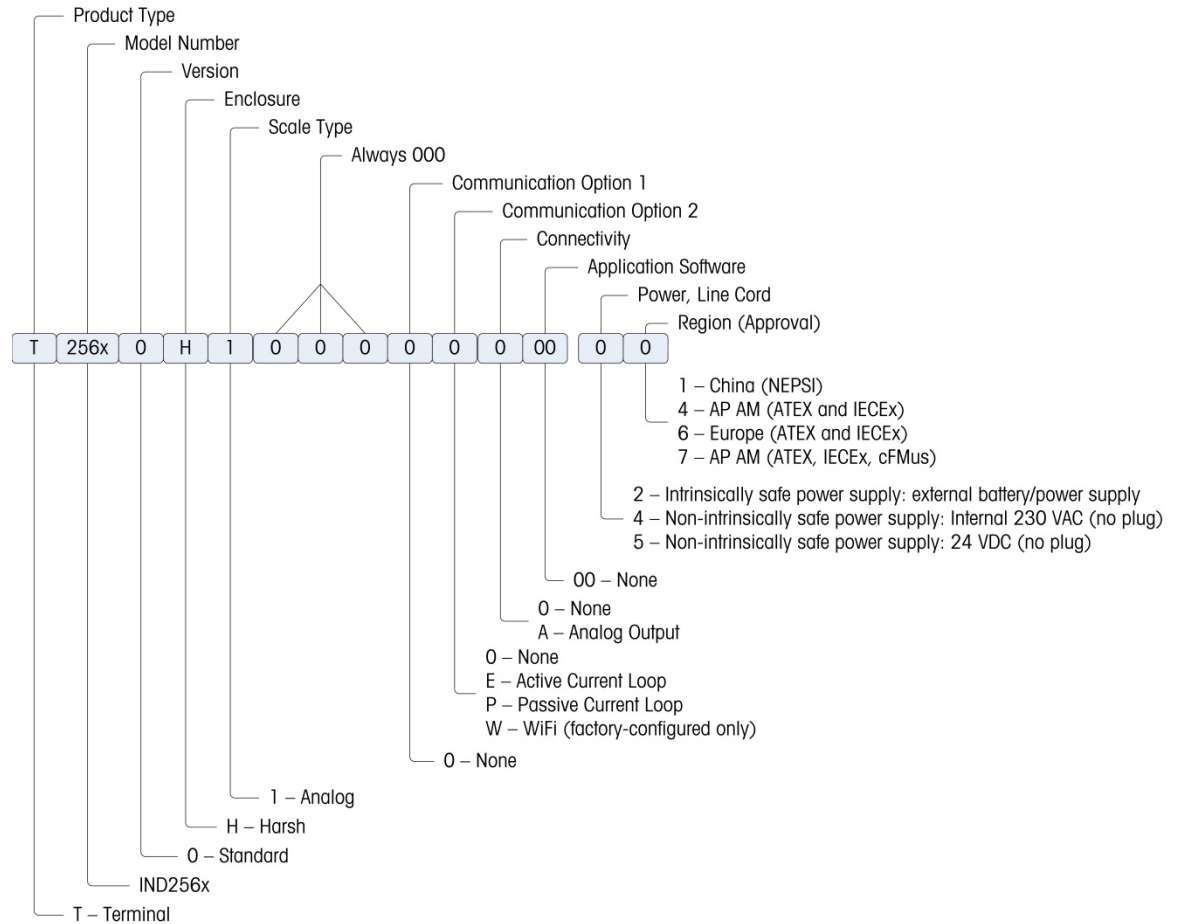 Product Type
Model Number
Version
Enclosure
Scale Type
Always 000
Communication Option 1
Communication Option 2
Connectivity
Application Software
Power, Line Cord
Region (Approval)
T 256x 0 H 1 0 0 0 0 0 0 00 0 0
1 – China (NEPSI)
4 – AP AM (ATEX and IECEx)
6 – Europe (ATEX and IECEx)
7 – AP AM (ATEX, IECEx, cFMus)
2 – Intrinsically safe power supply: external battery/power supply
4 – Non-intrinsically safe power supply: Internal 230 VAC (no plug)
5 – Non-intrinsically safe power supply: 24 VDC (no plug)
00 – None
0 – None
A – Analog Output
0 – None
E – Active Current Loop
P – Passive Current Loop
W – WiFi (factory-configured only)
0 – None
1 – Analog
H – Harsh
0 – Standard
IND256x
T – Terminal